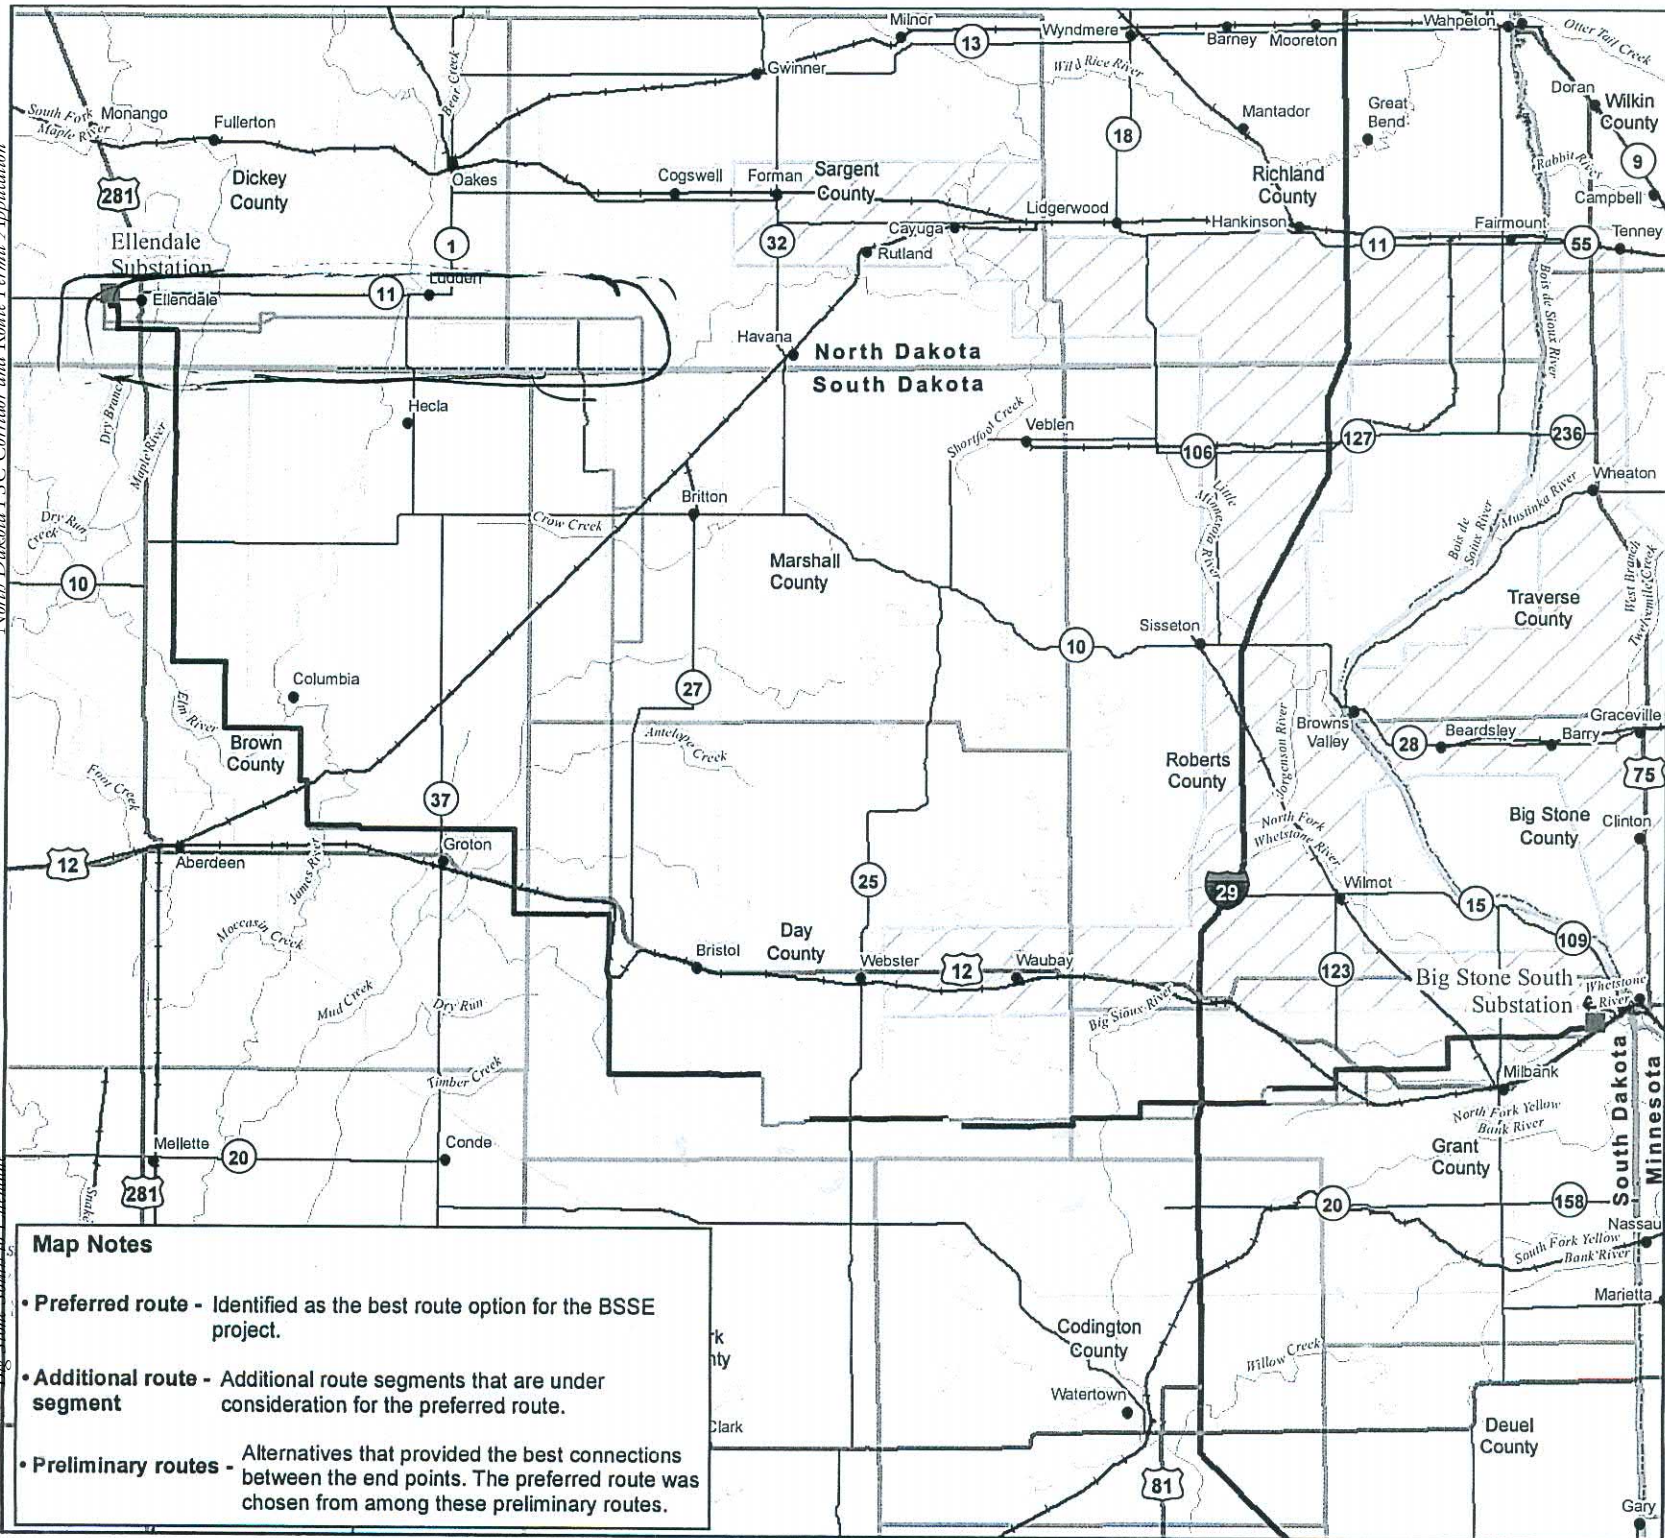 Milnor
Wyndmere
Wahpeton
Otter Tail Creek
13
Barney
Mooreton
Bear Creek
Gwinner
Wild Rice River
Doran
Wilkin
County
South Fork
Maple River
Monango
Fullerton
Mantador
Great
Bend
18
9
Rabbit River
281
Dickey
County
Oakes
Cogswell
Forman
Sargent
County
Richland
County
Campbell
Lidgerwood
Hankinson
Fairmount
Ellendale
Substation
1
32
Cayuga
Rutland
11
55
Tenney
Ludden
11
Ellendale
Bois de Sioux River
Havana
North Dakota
South Dakota
Dry Branch
Maple River
Hecla
Shortfoot Creek
Veblen
106
127
236
Wheaton
Britton
Little
Minnesota River
Mustinka River
Bois de
Sioux River
Dry Run
Creek
Crow Creek
10
Marshall
County
Traverse
County
West Branch
Twelvemile Creek
Sisseton
10
Columbia
27
Elm River
Brown
County
Antelope
Creek
Browns
Valley
28
Beardsley
Barry
Graceville
Jorgenson River
Roberts
County
75
Foot Creek
37
Big Stone
County
Clinton
North Fork
Whetstone River
12
Aberdeen
Groton
James River
25
29
Wilmot
15
Moccasin Creek
Day
County
109
Bristol
Webster
12
Waubay
123
Big Stone South
Substation
Whetstone
River
Mud Creek
Dry Run
Big Sioux River
Timber Creek
Milbank
North Fork Yellow
Bank River
South Dakota
Minnesota
Mellette
20
Conde
Grant
County
281
Snake
20
158
Nassau
South Fork Yellow
Bank River
Marietta
Map Notes
• Preferred route - Identified as the best route option for the BSSE
project.
• Additional route - Additional route segments that are under
segment consideration for the preferred route.
• Preliminary routes - Alternatives that provided the best connections
between the end points. The preferred route was
chosen from among these preliminary routes.
Clark
Codington
County
Willow Creek
Watertown
Deuel
County
81
Gary